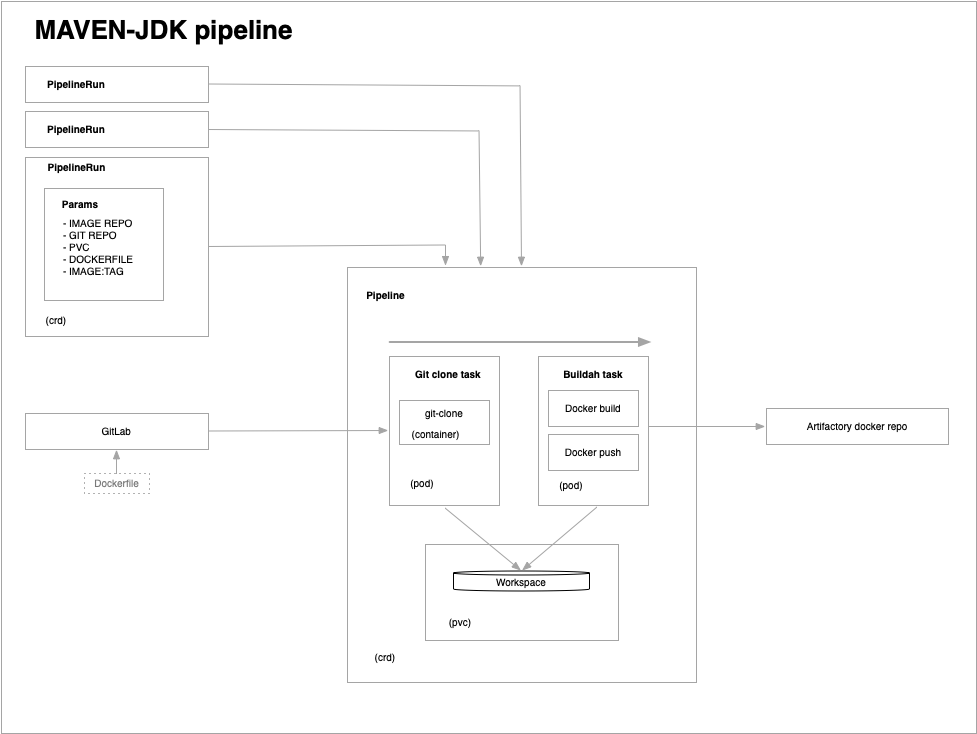 MAVEN-JDK pipeline
PipelineRun
PipelineRun
PipelineRun
Params
- IMAGE REPO
- GIT REPO
- PVC
- DOCKERFILE
- IMAGE:TAG
(crd)
Pipeline
Git clone task
git-clone
(container)
(pod)
Buildah task
Docker build
Docker push
(pod)
GitLab
Dockerfile
Artifactory docker repo
Workspace
(pvc)
(crd)